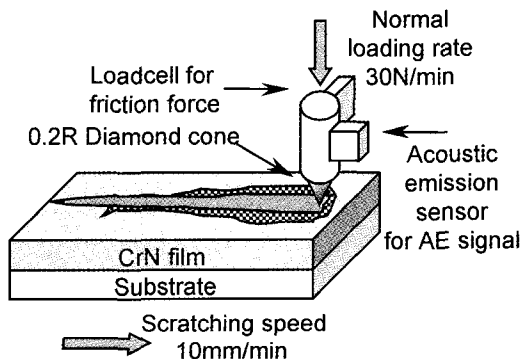 Normal
loading rate
30N/min
Loadcell for
friction force
0.2R Diamond cone
Acoustic
emission
sensor
for AE signal
CrN film
Substrate
Scratching speed
10mm/min